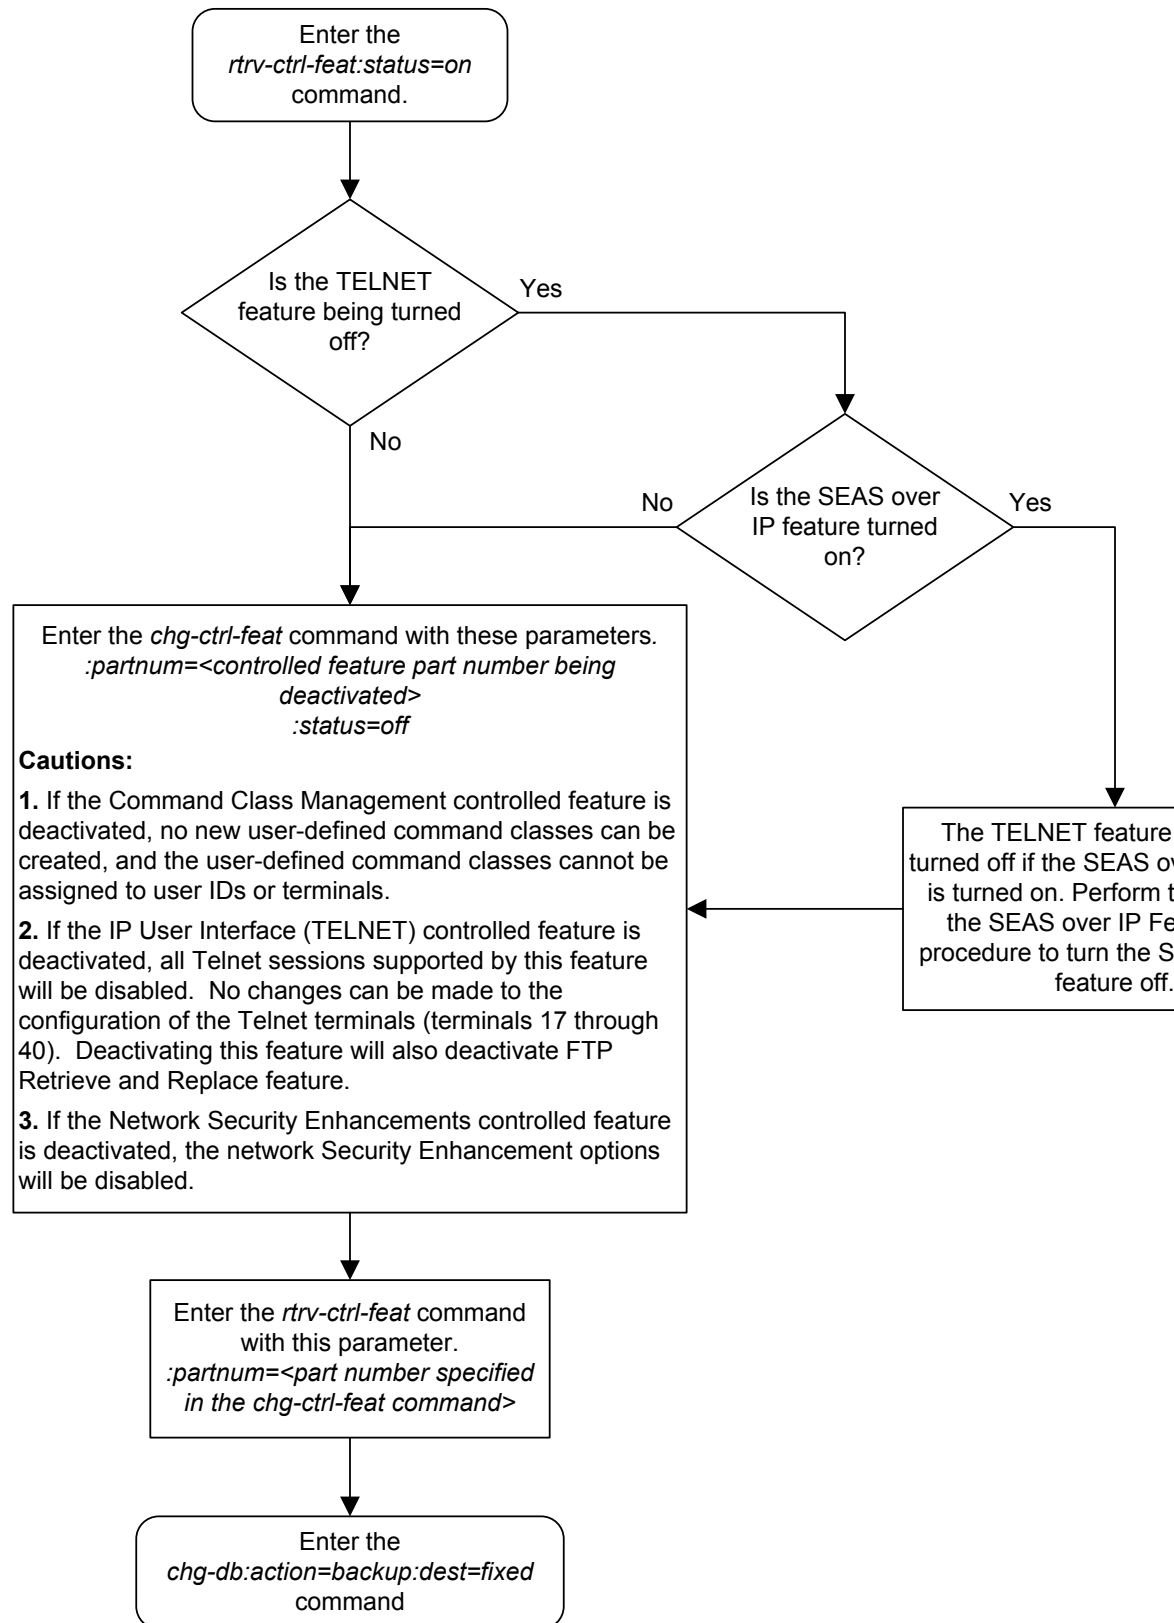 Enter the
rtrv-ctrl-feat:status=on
command.
Is the TELNET
feature being turned
off?
Yes
No
Is the SEAS over
IP feature turned
on?
No
Yes
Enter the chg-ctrl-feat command with these parameters.
:partnum=<controlled feature part number being
deactivated>
:status=off
Cautions:
1. If the Command Class Management controlled feature is
deactivated, no new user-defined command classes can be
created, and the user-defined command classes cannot be
assigned to user IDs or terminals.
2. If the IP User Interface (TELNET) controlled feature is
deactivated, all Telnet sessions supported by this feature
will be disabled.  No changes can be made to the
configuration of the Telnet terminals (terminals 17 through
40).  Deactivating this feature will also deactivate FTP
Retrieve and Replace feature.
3. If the Network Security Enhancements controlled feature
is deactivated, the network Security Enhancement options
will be disabled.
The TELNET feature
turned off if the SEAS
is turned on. Perform
the SEAS over IP
procedure to turn the
feature off.
Enter the rtrv-ctrl-feat command
with this parameter.
:partnum=<part number specified
in the chg-ctrl-feat command>
Enter the
chg-db:action=backup:dest=fixed
command